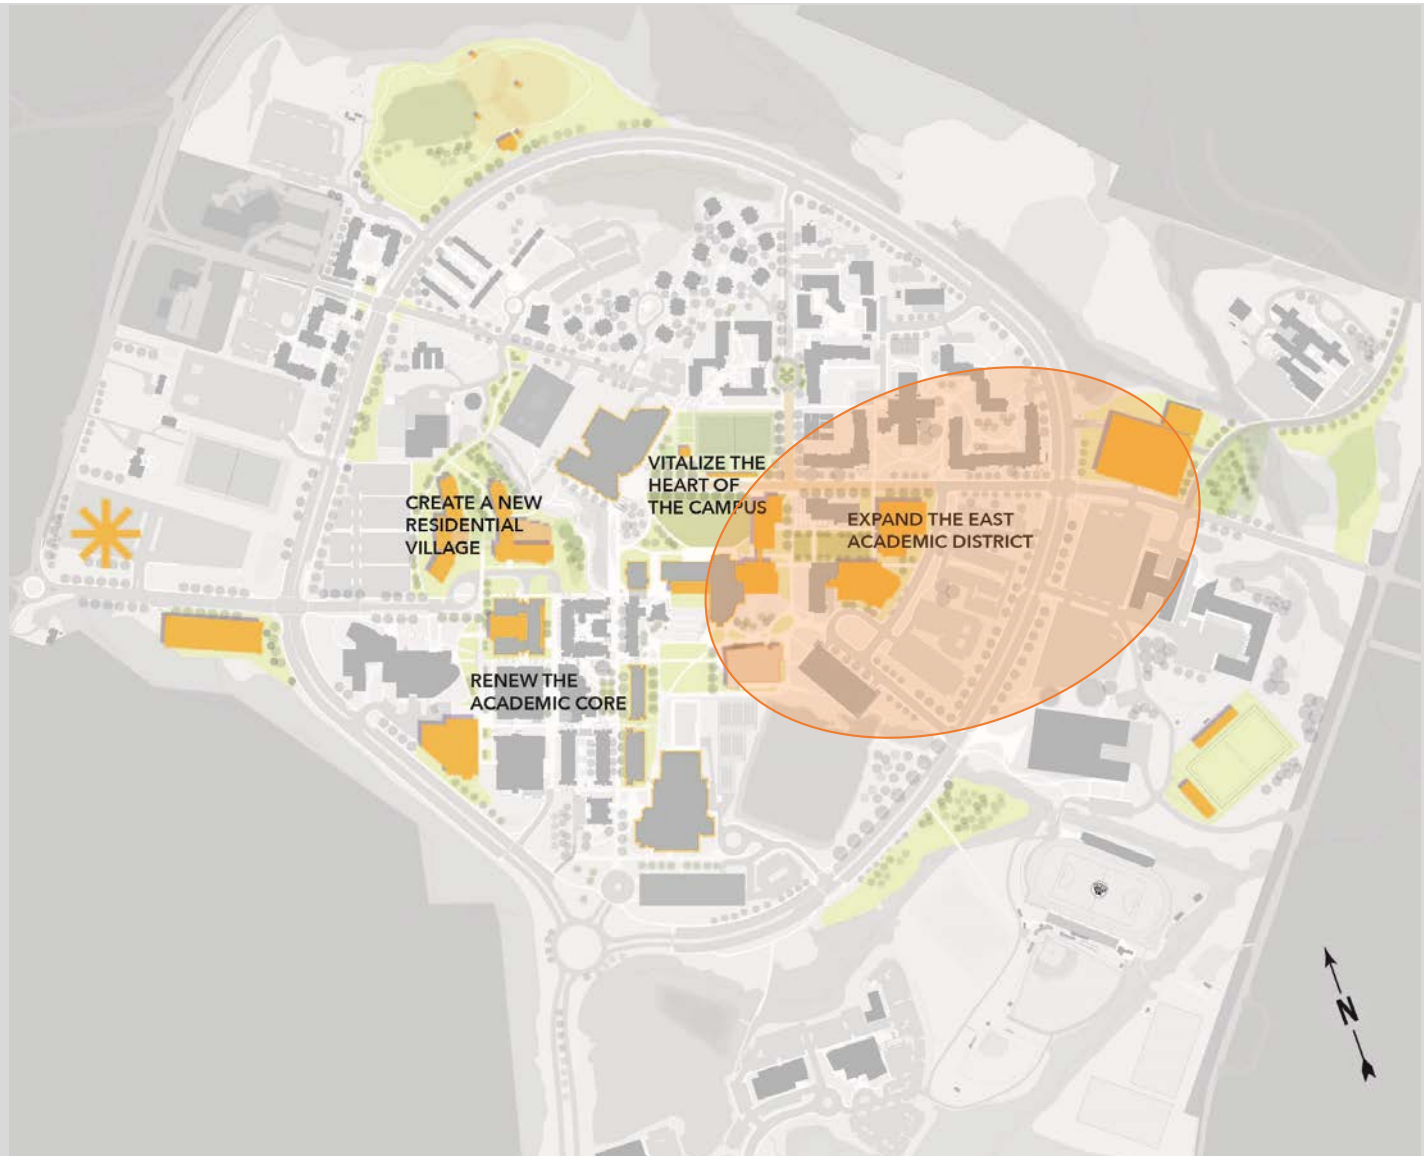 VITALIZE THE
HEART OF
THE CAMPUS
CREATE A NEW
RESIDENTIAL
VILLAGE
EXPAND THE EAST
ACADEMIC DISTRICT
RENEW THE
ACADEMIC CORE
N